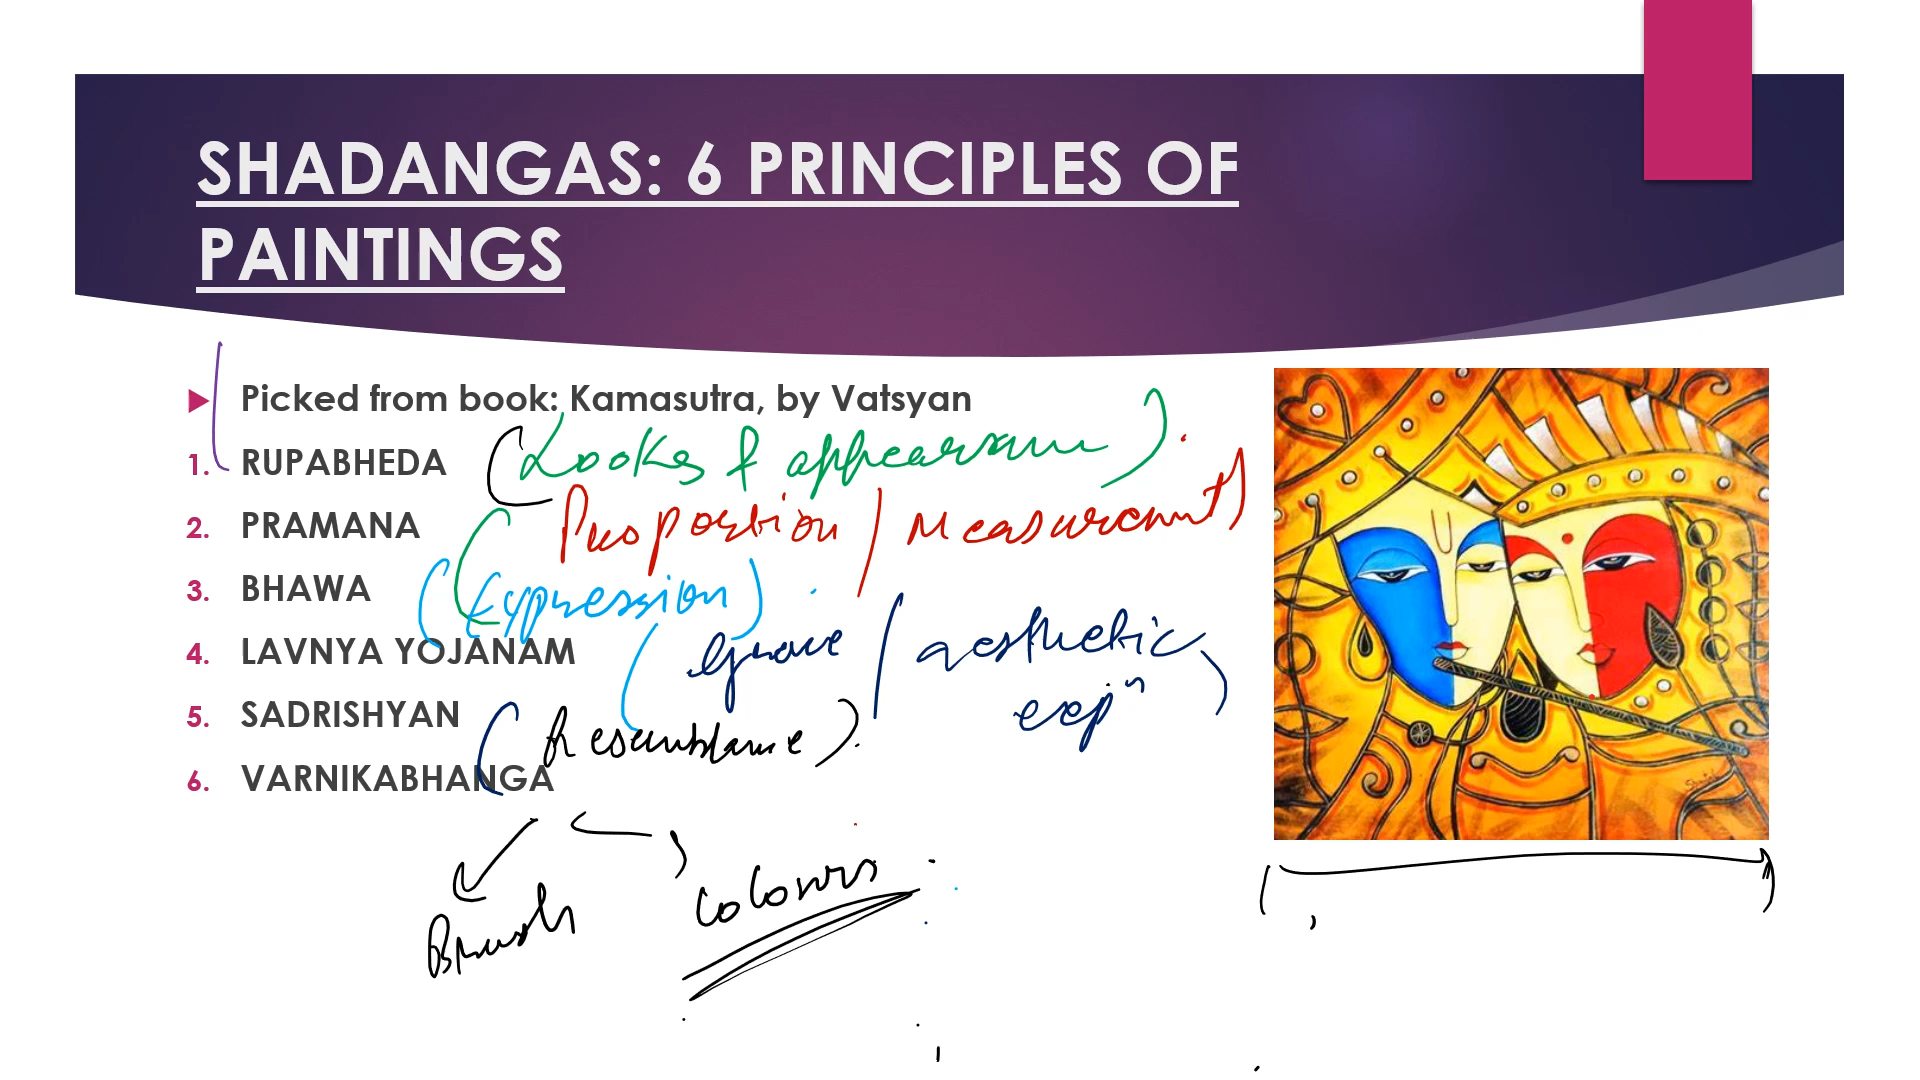 SHADANGAS: 6 PRINCIPLES OF
PAINTINGS
Picked from book: Kamasutra, by Vatsyan
1. RUPABHEDA (Looks & appearance).
2. PRAMANA (Proportion / Measurement)
3. BHAWA (Expression)
4. LAVNYA YOJANAM (grace / aesthetic
expn)
5. SADRISHYAN (Resemblance).
6. VARNIKABHANGA
Brush
Colours